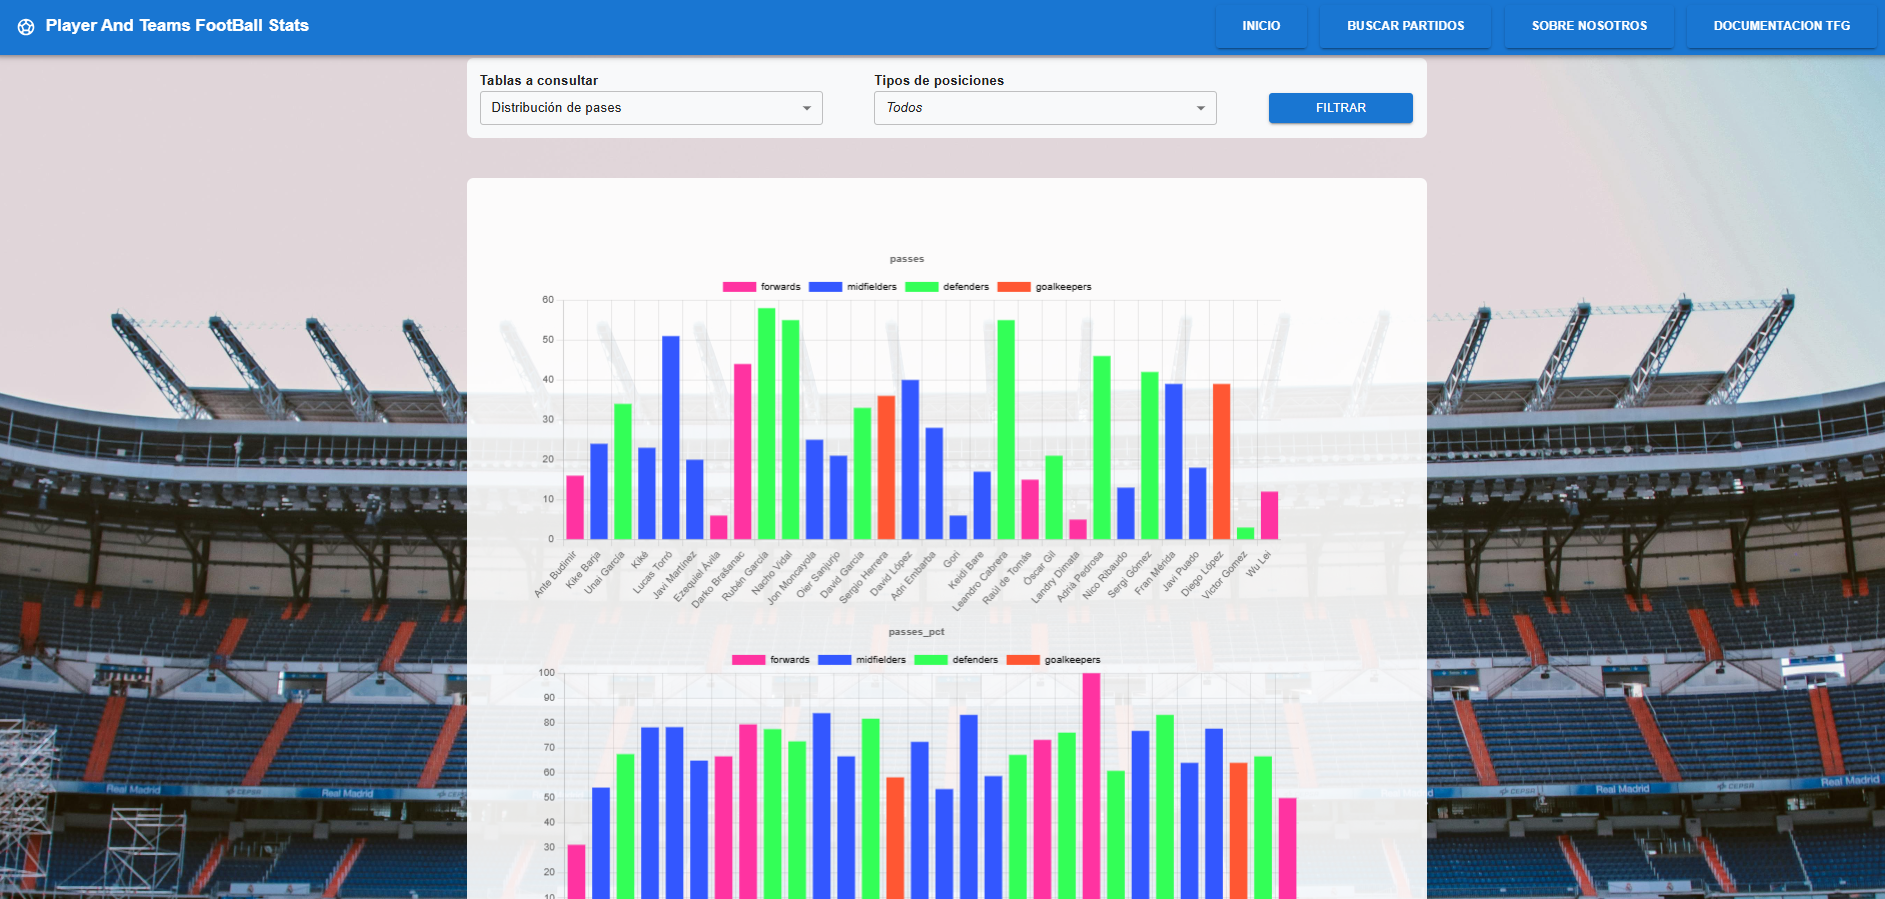 Player And Teams FootBall Stats
INICIO
BUSCAR PARTIDOS
SOBRE NOSOTROS
DOCUMENTACION TFG
Tablas a consultar
Tipos de posiciones
Distribución de pases
Todos
FILTRAR
passes
forwards midfielders defenders goalkeepers
60
50
40
30
20
10
0
Ante Budimir
Kike Barja
Unai García
Kike
Lucas Torró
Javi Martínez
Ezequiel Ávila
Darko Brašanac
Rubén García
Nacho Vidal
Jon Moncayola
Oier Sanjurjo
David García
Sergio Herrera
David López
Adri Embarba
Gori
Keidi Bare
Leandro Cabrera
Raúl de Tomás
Óscar Gil
Landry Dimata
Adrià Pedrosa
Nico Ribaudo
Sergi Gómez
Fran Mérida
Javi Puado
Diego López
Víctor Gomez
Wu Lei
passes_pct
forwards midfielders defenders goalkeepers
100
90
80
70
60
50
40
30
20
10
CEPSA
Real Madrid
Real Madrid
CEPSA
Real Madrid
CEPSA
Real Madrid